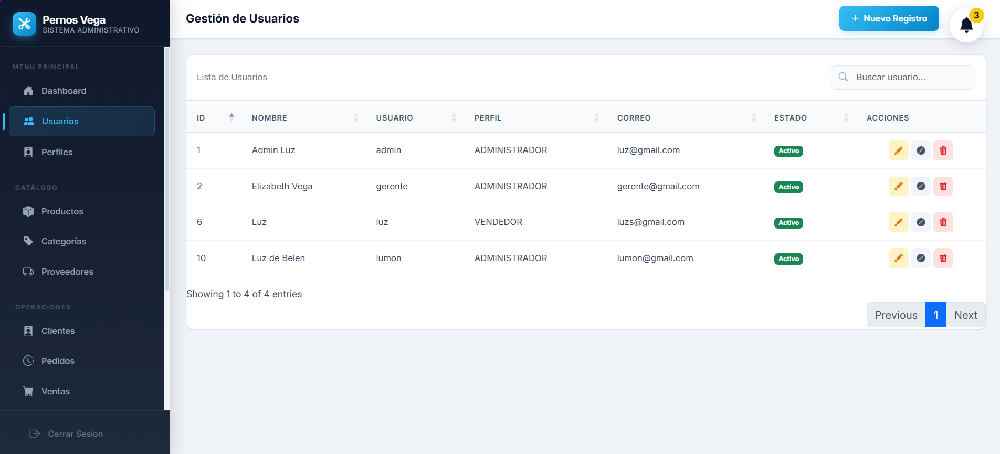 Pernos Vega
SISTEMA ADMINISTRATIVO
MENÚ PRINCIPAL
Dashboard
Usuarios
Perfiles
CATÁLOGO
Productos
Categorías
Proveedores
OPERACIONES
Clientes
Pedidos
Ventas
Cerrar Sesión
Gestión de Usuarios
+ Nuevo Registro
3
Lista de Usuarios
Buscar usuario...
ID NOMBRE USUARIO PERFIL CORREO ESTADO ACCIONES
1 Admin Luz admin ADMINISTRADOR luz@gmail.com Activo
2 Elizabeth Vega gerente ADMINISTRADOR gerente@gmail.com Activo
6 Luz luz VENDEDOR luzs@gmail.com Activo
10 Luz de Belen lumon ADMINISTRADOR lumon@gmail.com Activo
Showing 1 to 4 of 4 entries
Previous 1 Next